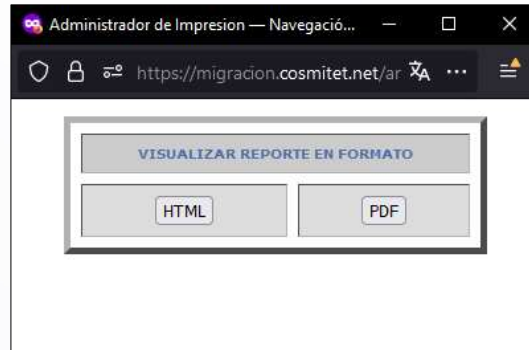 Administrador de Impresion — Navegació...
https://migracion.cosmitet.net/ar
VISUALIZAR REPORTE EN FORMATO
HTML PDF